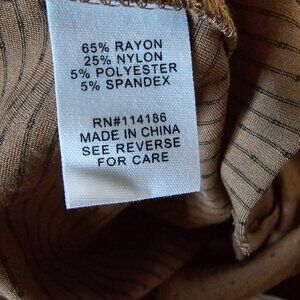 65% RAYON
25% NYLON
5% POLYESTER
5% SPANDEX
RN#114186
MADE IN CHINA
SEE REVERSE
FOR CARE